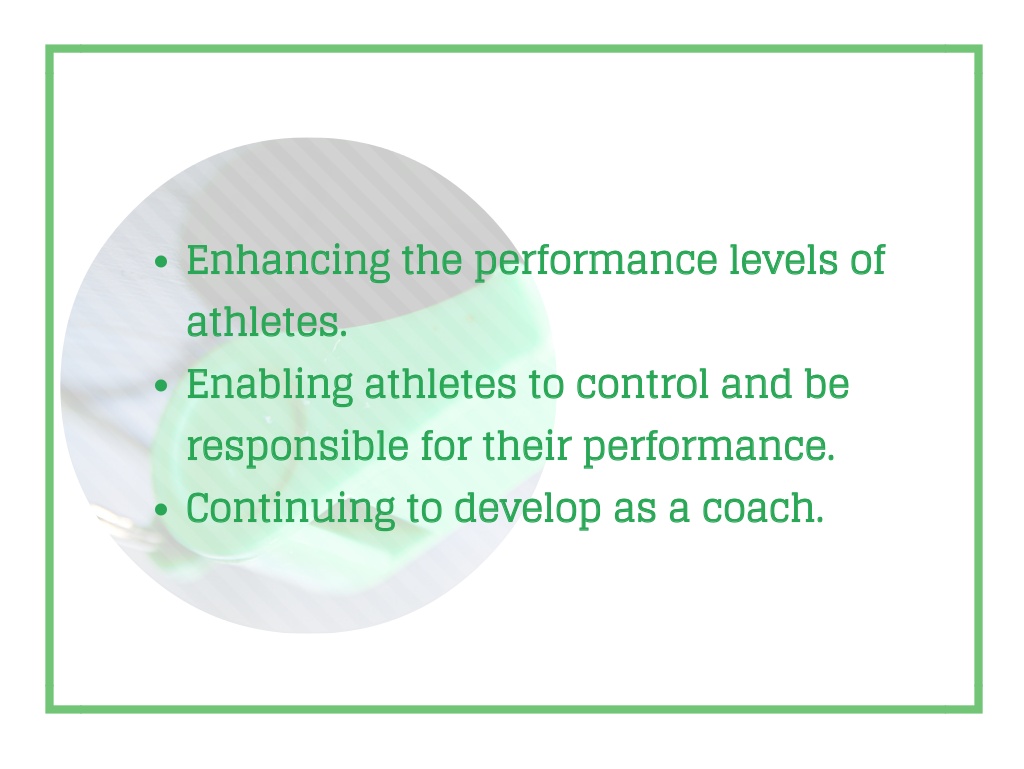 • Enhancing the performance levels of
athletes.
• Enabling athletes to control and be
responsible for their performance.
• Continuing to develop as a coach.